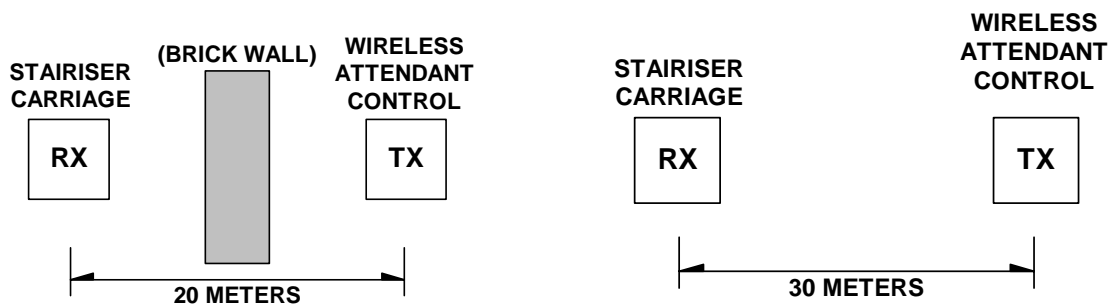 STAIRISER
CARRIAGE
RX
(BRICK WALL)
WIRELESS
ATTENDANT
CONTROL
TX
20 METERS
STAIRISER
CARRIAGE
RX
WIRELESS
ATTENDANT
CONTROL
TX
30 METERS